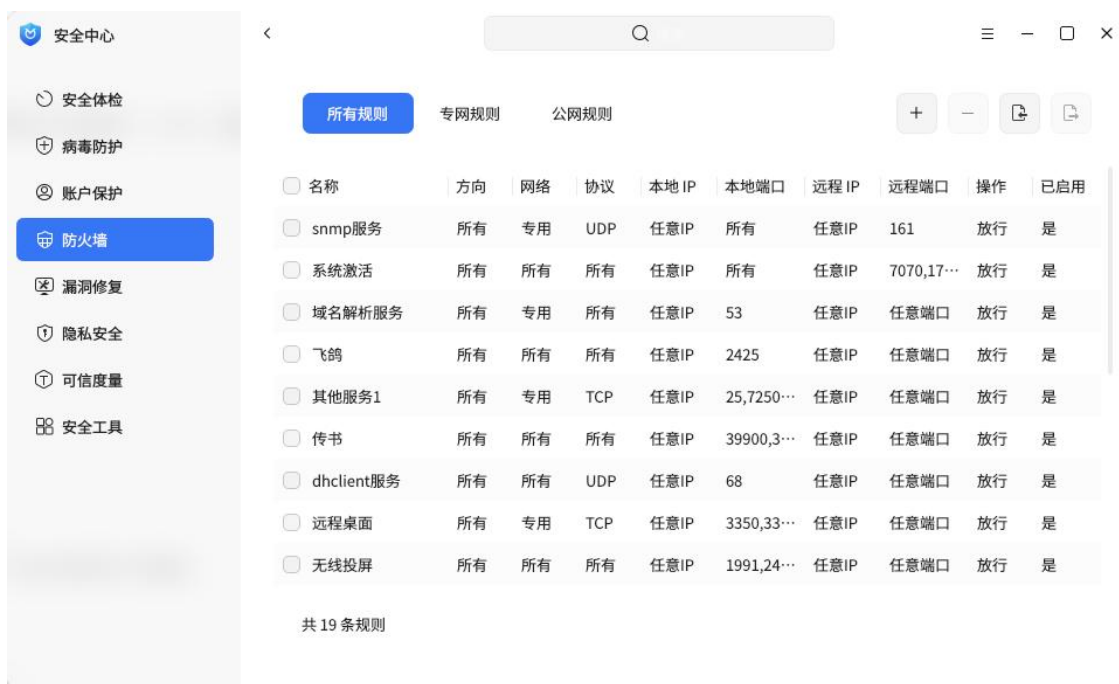 安全中心
安全体检
病毒防护
账户保护
防火墙
漏洞修复
隐私安全
可信度量
安全工具
所有规则 专网规则 公网规则
名称 方向 网络 协议 本地 IP 本地端口 远程 IP 远程端口 操作 已启用
snmp服务 所有 专用 UDP 任意IP 所有 任意IP 161 放行 是
系统激活 所有 所有 所有 任意IP 所有 任意IP 7070,17··· 放行 是
域名解析服务 所有 专用 所有 任意IP 53 任意IP 任意端口 放行 是
飞鸽 所有 所有 所有 任意IP 2425 任意IP 任意端口 放行 是
其他服务1 所有 专用 TCP 任意IP 25,7250··· 任意IP 任意端口 放行 是
传书 所有 所有 所有 任意IP 39900,3··· 任意IP 任意端口 放行 是
dhclient服务 所有 所有 UDP 任意IP 68 任意IP 任意端口 放行 是
远程桌面 所有 专用 TCP 任意IP 3350,33··· 任意IP 任意端口 放行 是
无线投屏 所有 所有 所有 任意IP 1991,24··· 任意IP 任意端口 放行 是
共 19 条规则